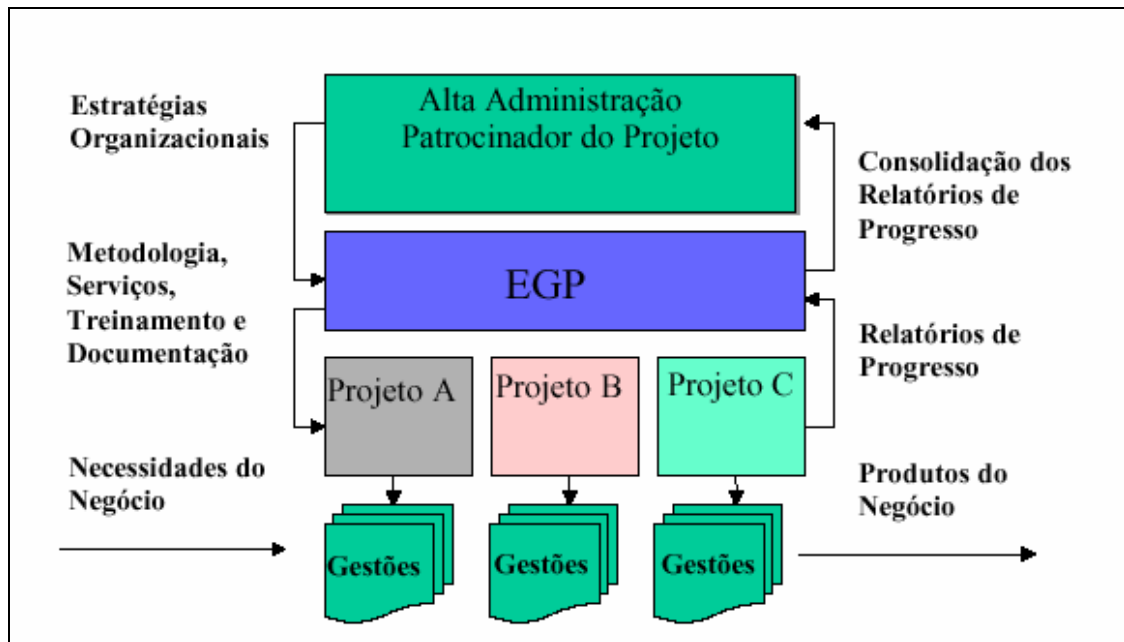 Estratégias
Organizacionais
Alta Administração
Patrocinador do Projeto
Consolidação dos
Relatórios de
Progresso
Metodologia,
Serviços,
Treinamento e
Documentação
EGP
Relatórios de
Progresso
Projeto A
Projeto B
Projeto C
Necessidades do
Negócio
Produtos do
Negócio
Gestões
Gestões
Gestões